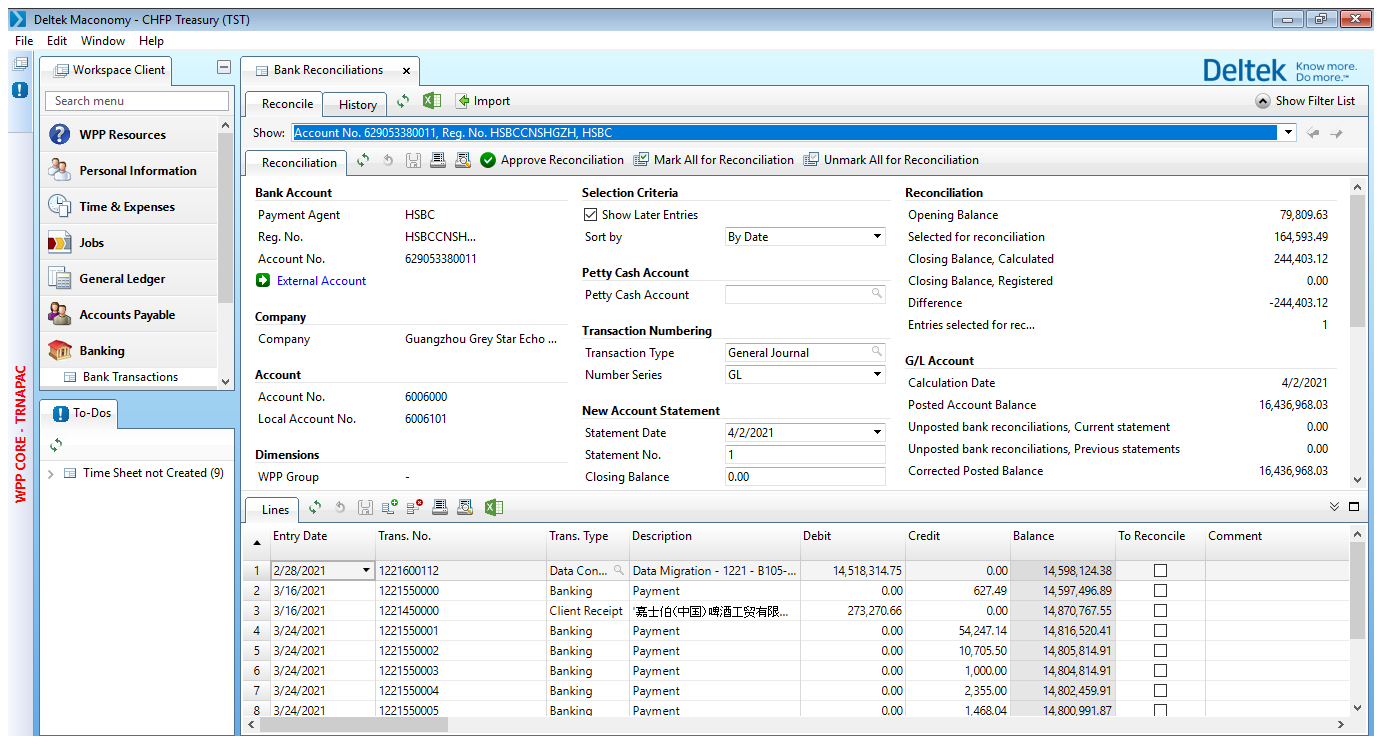 Deltek Maconomy - CHFP Treasury (TST)
File Edit Window Help
Workspace Client
Search menu
WPP Resources
Personal Information
Time & Expenses
Jobs
General Ledger
Accounts Payable
Banking
Bank Transactions
WPP CORE - TRNAPAC
To-Dos
Time Sheet not Created (9)
Bank Reconciliations
Deltek Know more. Do more.™
Reconcile History Import Show Filter List
Show: Account No. 629053380011, Reg. No. HSBCCNSHGZH, HSBC
Reconciliation Approve Reconciliation Mark All for Reconciliation Unmark All for Reconciliation
Bank Account
Payment Agent HSBC
Reg. No. HSBCCNSH...
Account No. 629053380011
External Account
Company
Company Guangzhou Grey Star Echo ...
Account
Account No. 6006000
Local Account No. 6006101
Dimensions
WPP Group -
Selection Criteria
Show Later Entries
Sort by By Date
Petty Cash Account
Petty Cash Account
Transaction Numbering
Transaction Type General Journal
Number Series GL
New Account Statement
Statement Date 4/2/2021
Statement No. 1
Closing Balance 0.00
Reconciliation
Opening Balance 79,809.63
Selected for reconciliation 164,593.49
Closing Balance, Calculated 244,403.12
Closing Balance, Registered 0.00
Difference -244,403.12
Entries selected for rec... 1
G/L Account
Calculation Date 4/2/2021
Posted Account Balance 16,436,968.03
Unposted bank reconciliations, Current statement 0.00
Unposted bank reconciliations, Previous statements 0.00
Corrected Posted Balance 16,436,968.03
Lines
Entry Date Trans. No. Trans. Type Description Debit Credit Balance To Reconcile Comment
1 2/28/2021 1221600112 Data Con... Data Migration - 1221 - B105-... 14,518,314.75 0.00 14,598,124.38
2 3/16/2021 1221550000 Banking Payment 0.00 627.49 14,597,496.89
3 3/16/2021 1221450000 Client Receipt '嘉士伯(中国)啤酒工贸有限... 273,270.66 0.00 14,870,767.55
4 3/24/2021 1221550001 Banking Payment 0.00 54,247.14 14,816,520.41
5 3/24/2021 1221550002 Banking Payment 0.00 10,705.50 14,805,814.91
6 3/24/2021 1221550003 Banking Payment 0.00 1,000.00 14,804,814.91
7 3/24/2021 1221550004 Banking Payment 0.00 2,355.00 14,802,459.91
8 3/24/2021 1221550005 Banking Payment 0.00 1,468.04 14,800,991.87